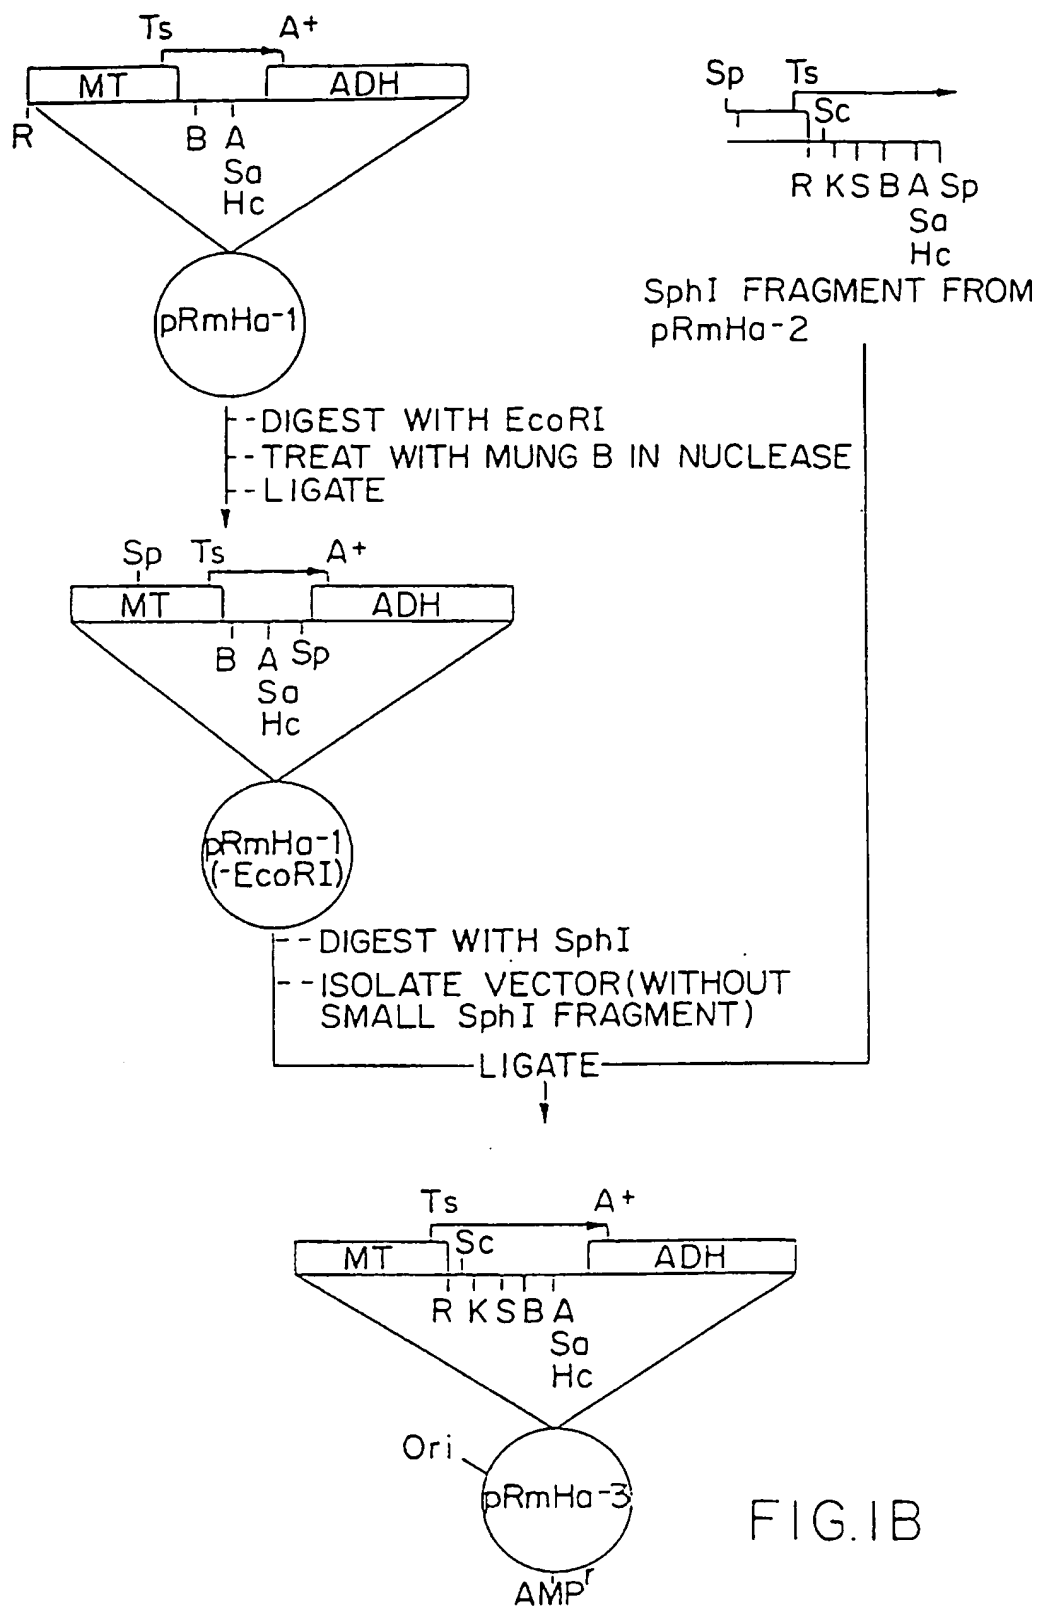 Ts A+
MT ADH
R B A
Sa
Hc
pRmHa-1
Sp Ts
Sc
R K S B A Sp
Sa
Hc
SphI FRAGMENT FROM
pRmHa-2
DIGEST WITH EcoRI
TREAT WITH MUNG B IN NUCLEASE
LIGATE
Sp Ts A+
MT ADH
B A Sp
Sa
Hc
pRmHa-1
(-EcoRI)
DIGEST WITH SphI
ISOLATE VECTOR(WITHOUT
SMALL SphI FRAGMENT)
LIGATE
Ts A+
Sc
MT ADH
R K S B A
Sa
Hc
Ori
pRmHa-3
AMPr
FIG.1B